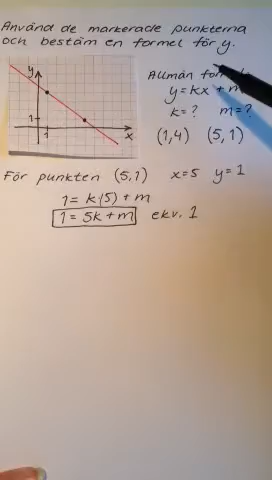 Använd de markerade punkterna
och bestäm en formel för y.
y
1
1
x
Allmän
y = kx + m
k = ? m = ?
(1,4) (5,1)
För punkten (5,1) x=5 y=1
1 = k(5) + m
1 = 5k + m ekv. 1